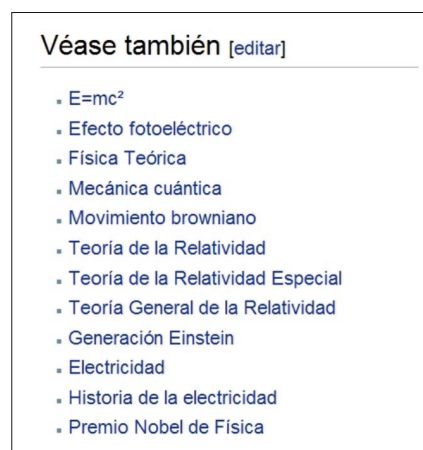 Véase también [editar]
E=mc²
Efecto fotoeléctrico
Física Teórica
Mecánica cuántica
Movimiento browniano
Teoría de la Relatividad
Teoría de la Relatividad Especial
Teoría General de la Relatividad
Generación Einstein
Electricidad
Historia de la electricidad
Premio Nobel de Física